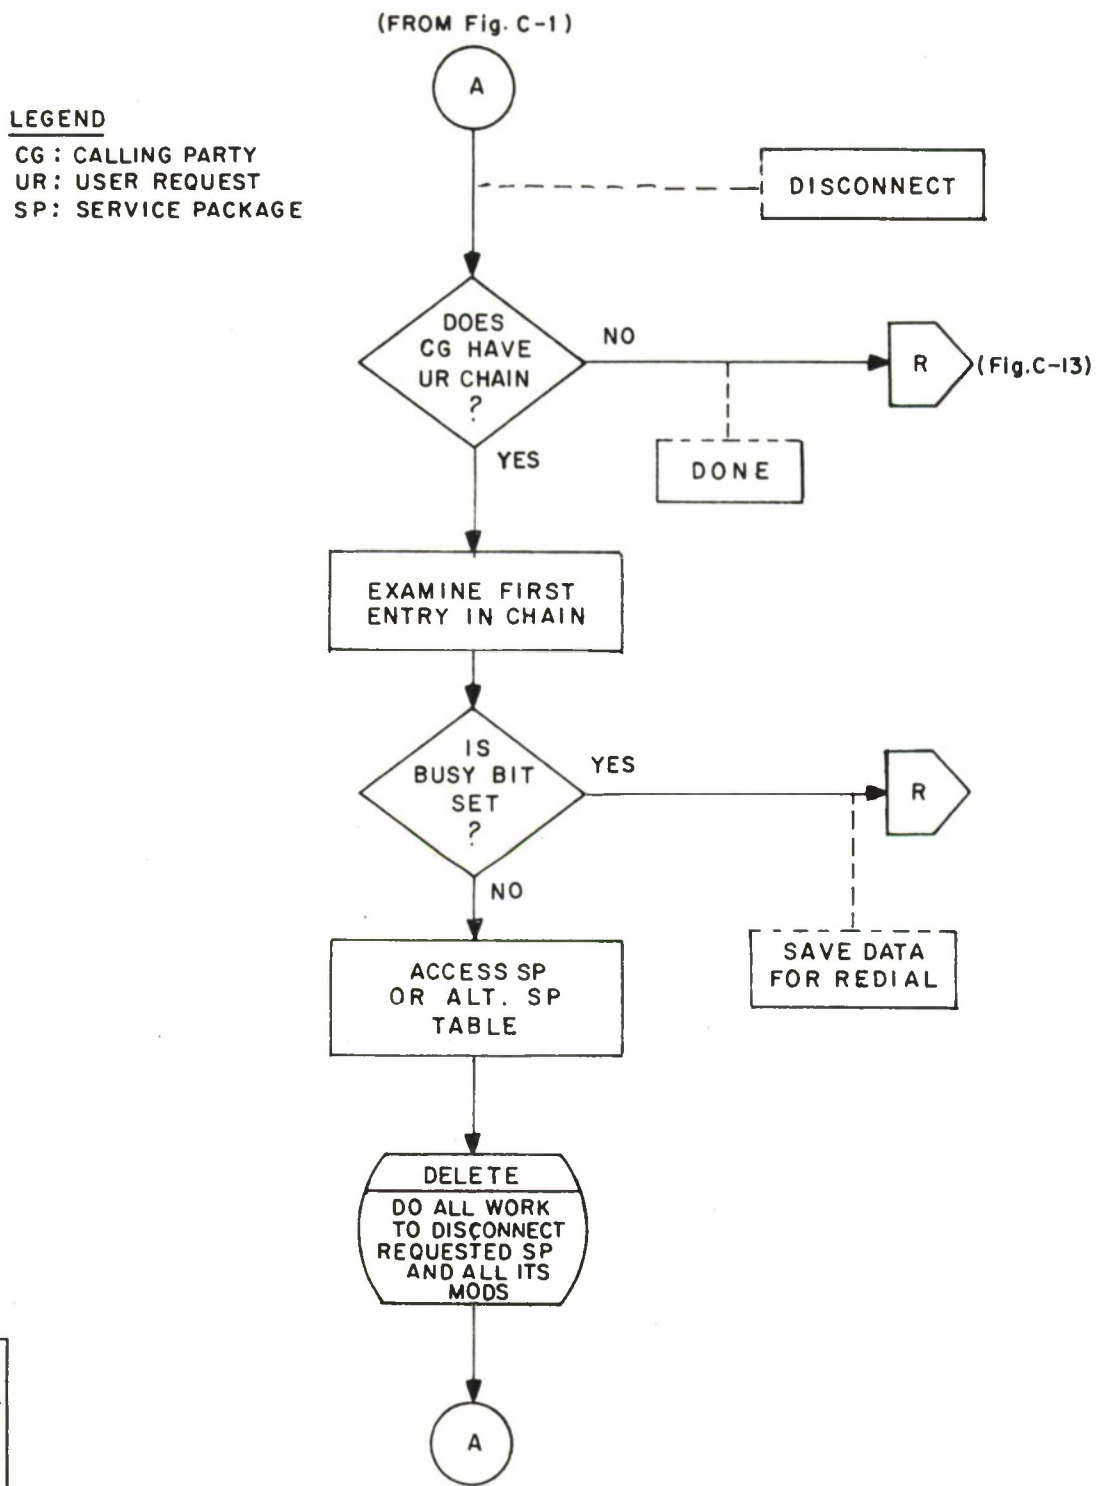 (FROM Fig. C-1)
A
LEGEND
CG: CALLING PARTY
UR: USER REQUEST
SP: SERVICE PACKAGE
DISCONNECT
DOES
CG HAVE
UR CHAIN
?
NO
R
(Fig.C-13)
DONE
YES
EXAMINE FIRST
ENTRY IN CHAIN
IS
BUSY BIT
SET
?
YES
R
NO
SAVE DATA
FOR REDIAL
ACCESS SP
OR ALT. SP
TABLE
DELETE
DO ALL WORK
TO DISCONNECT
REQUESTED SP
AND ALL ITS
MODS
A